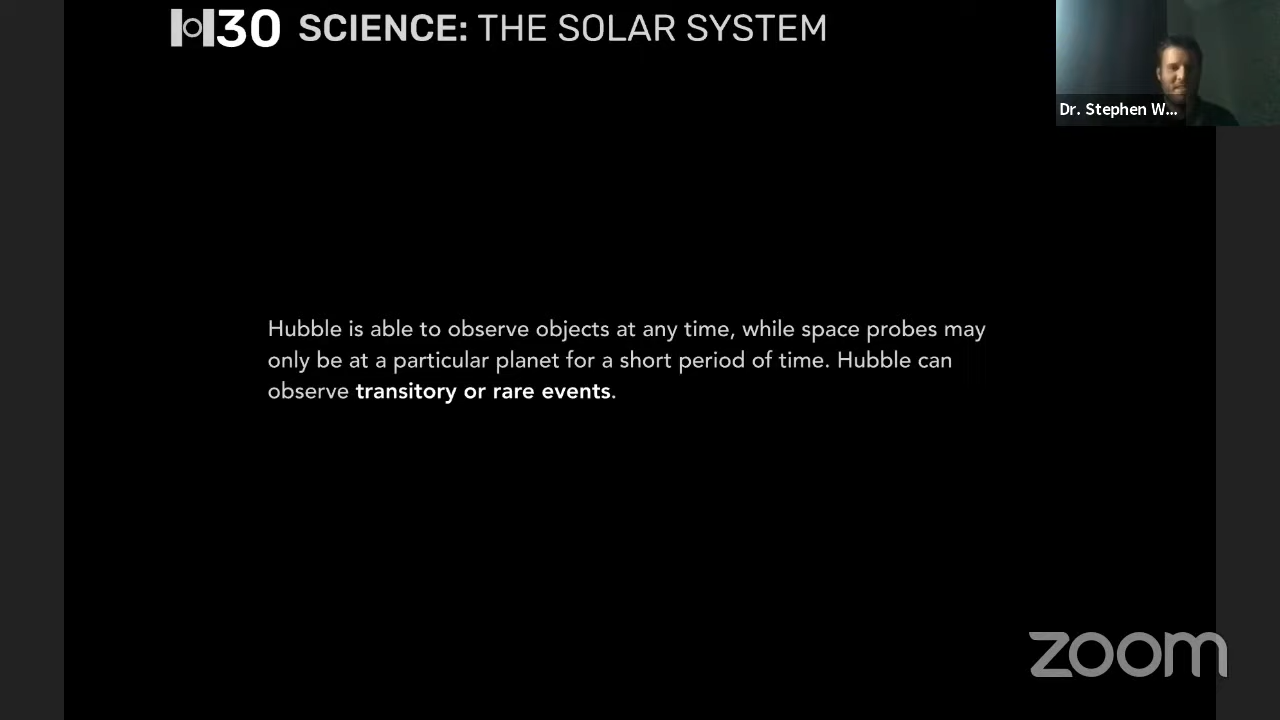 H30 SCIENCE: THE SOLAR SYSTEM
Dr. Stephen W...
Hubble is able to observe objects at any time, while space probes may
only be at a particular planet for a short period of time. Hubble can
observe transitory or rare events.
zoom